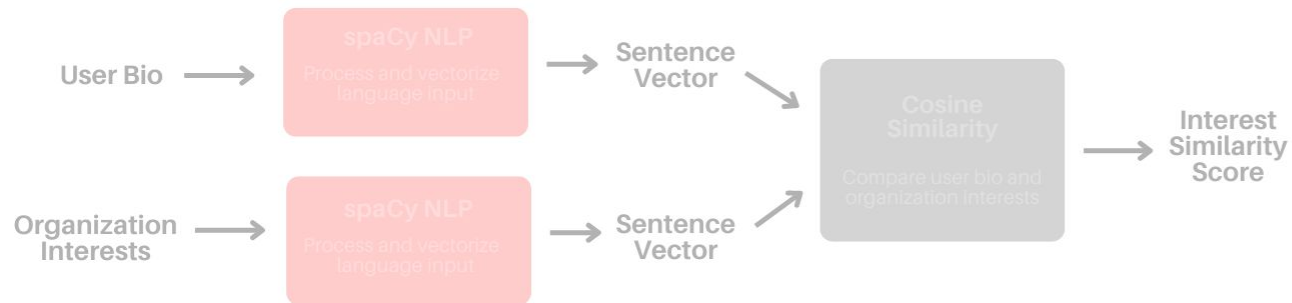 User Bio
spaCy NLP
Process and vectorize
language input
Sentence
Vector
Organization
Interests
spaCy NLP
Process and vectorize
language input
Sentence
Vector
Cosine
Similarity
Compare user bio and
organization interests
Interest
Similarity
Score